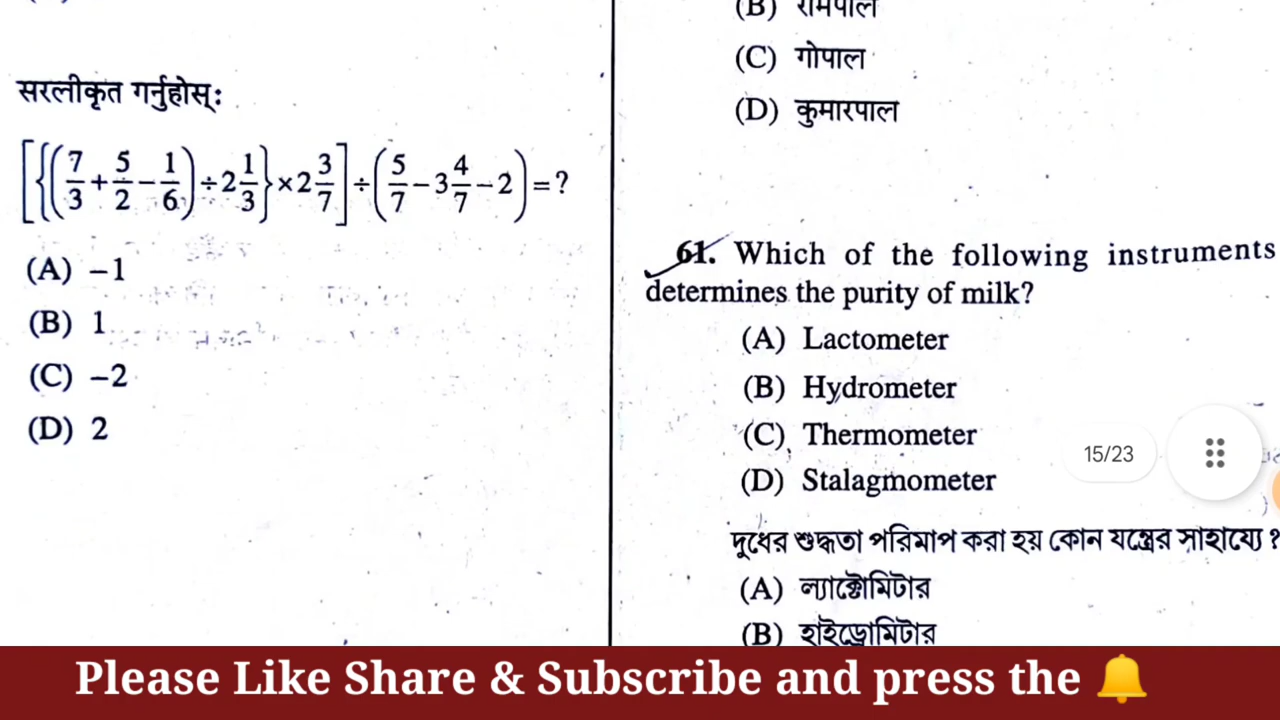 सरलीकृत गर्नुहोस्:
[{(7/3+5/2−1/6)÷2 1/3}×2 3/7]÷(5/7−3 4/7−2)=?
(A) −1
(B) 1
(C) −2
(D) 2
(B) रामपाल
(C) गोपाल
(D) कुमारपाल
61. Which of the following instruments
determines the purity of milk?
(A) Lactometer
(B) Hydrometer
(C) Thermometer
(D) Stalagmometer
দুধের শুদ্ধতা পরিমাপ করা হয় কোন যন্ত্রের সাহায্যে ?
(A) ল্যাক্টোমিটার
(B) হাইড্রোমিটার
15/23
Please Like Share & Subscribe and press the